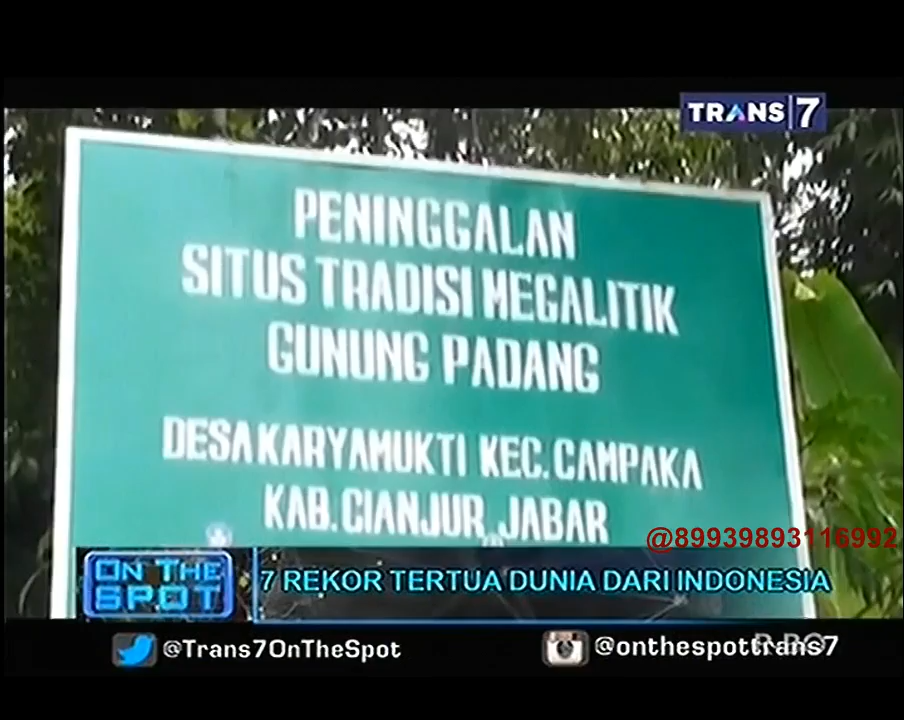 TRANS 7
PENINGGALAN
SITUS TRADISI MEGALITIK
GUNUNG PADANG
DESA KARYAMUKTI KEC. CAMPAKA
KAB. CIANJUR, JABAR
@89939893116992
ON THE SPOT
7 REKOR TERTUA DUNIA DARI INDONESIA
@Trans7OnTheSpot
@onthespottrans7